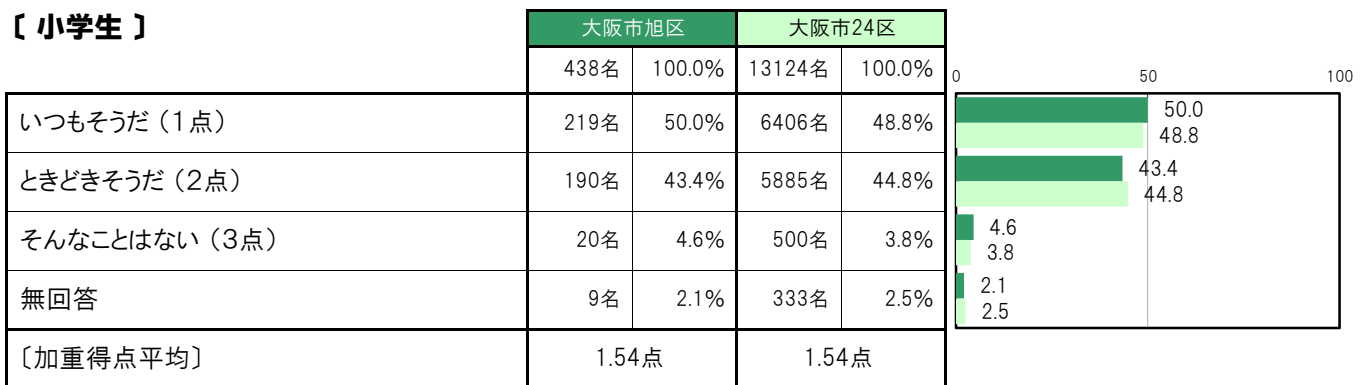 〔 小学生 〕
大阪市旭区 大阪市24区
438名 100.0% 13124名 100.0%
0 50 100
いつもそうだ（1点） 219名 50.0% 6406名 48.8% 50.0
48.8
ときどきそうだ（2点） 190名 43.4% 5885名 44.8% 43.4
44.8
そんなことはない（3点） 20名 4.6% 500名 3.8% 4.6
3.8
無回答 9名 2.1% 333名 2.5% 2.1
2.5
〔加重得点平均〕 1.54点 1.54点